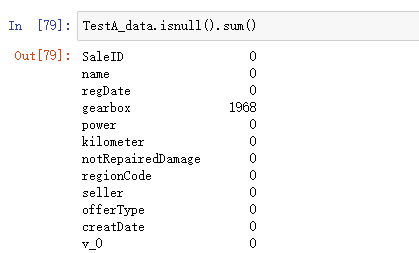 In [79]: TestA_data.isnull().sum()
Out[79]: SaleID 0
name 0
regDate 0
gearbox 1968
power 0
kilometer 0
notRepairedDamage 0
regionCode 0
seller 0
offerType 0
creatDate 0
v_0 0